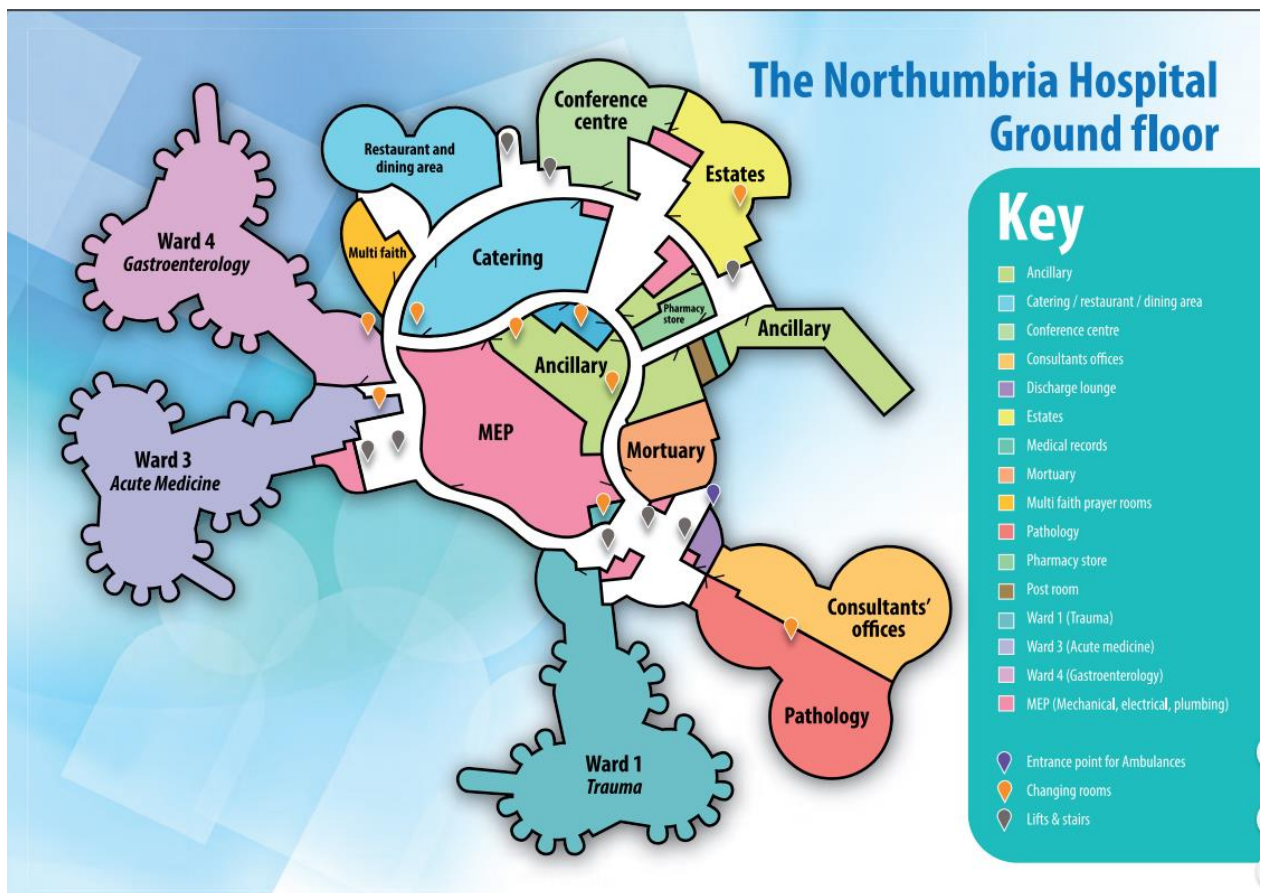 The Northumbria Hospital
Ground floor
Conference
centre
Restaurant and
dining area
Estates
Ward 4
Gastroenterology
Multi faith
Catering
Pharmacy
store
Ancillary
Ancillary
MEP
Mortuary
Ward 3
Acute Medicine
Consultants'
offices
Pathology
Ward 1
Trauma
Key
Ancillary
Catering / restaurant / dining area
Conference centre
Consultants offices
Discharge lounge
Estates
Medical records
Mortuary
Multi faith prayer rooms
Pathology
Pharmacy store
Post room
Ward 1 (Trauma)
Ward 3 (Acute medicine)
Ward 4 (Gastroenterology)
MEP (Mechanical, electrical, plumbing)
Entrance point for Ambulances
Changing rooms
Lifts & stairs